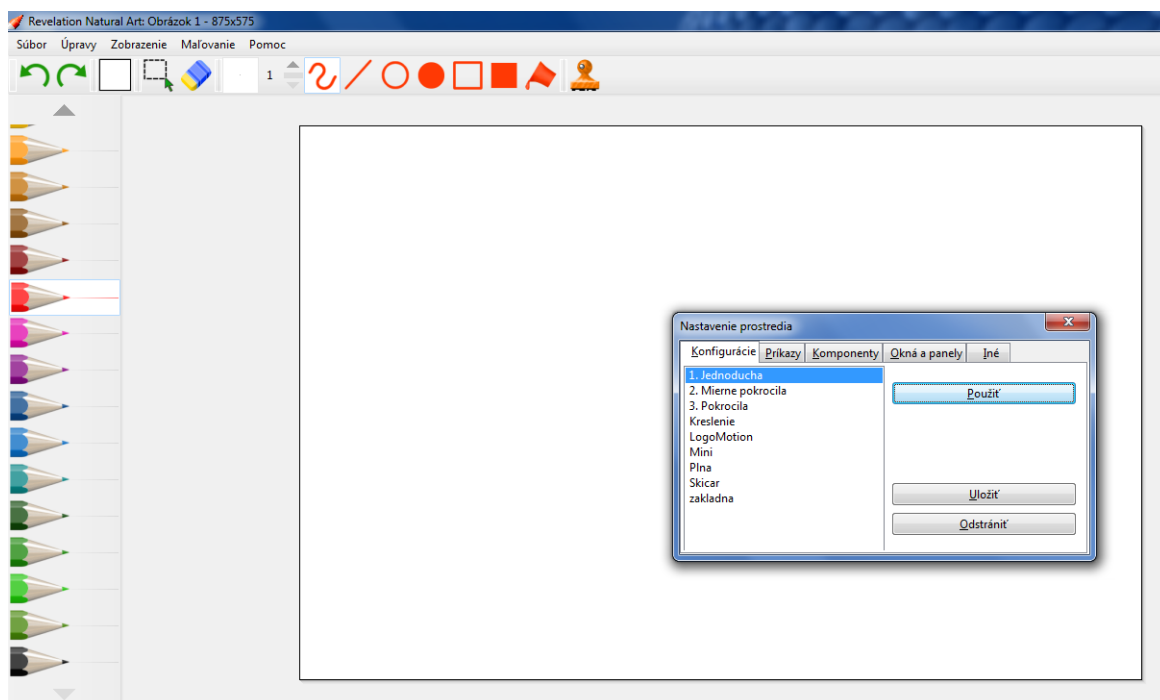 Revelation Natural Art: Obrázok 1 - 875x575
Súbor Úpravy Zobrazenie Maľovanie Pomoc
1
Nastavenie prostredia
Konfigurácie Príkazy Komponenty Okná a panely Iné
1. Jednoducha
2. Mierne pokrocila
3. Pokrocila
Kreslenie
LogoMotion
Mini
Plna
Skicar
zakladna
Použiť
Uložiť
Odstrániť